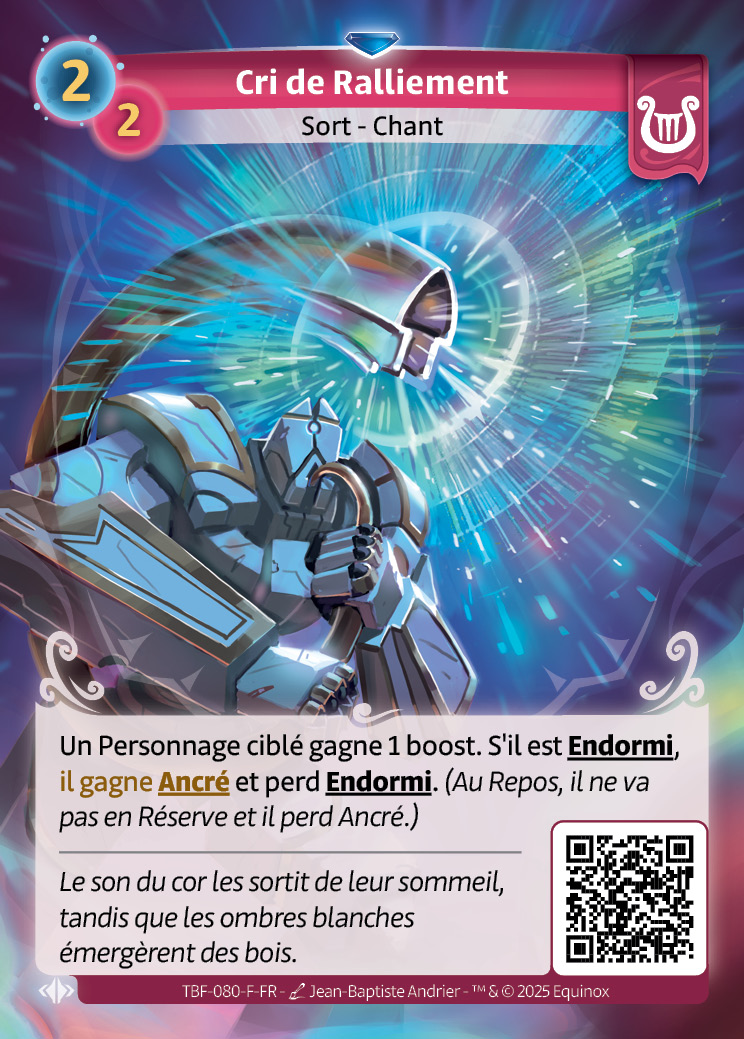 2
Cri de Ralliement
2
Sort - Chant
Un Personnage ciblé gagne 1 boost. S'il est Endormi,
il gagne Ancré et perd Endormi. (Au Repos, il ne va
pas en Réserve et il perd Ancré.)
Le son du cor les sortit de leur sommeil,
tandis que les ombres blanches
émergèrent des bois.
TBF-080-F-FR - Jean-Baptiste Andrier - ™ & © 2025 Equinox